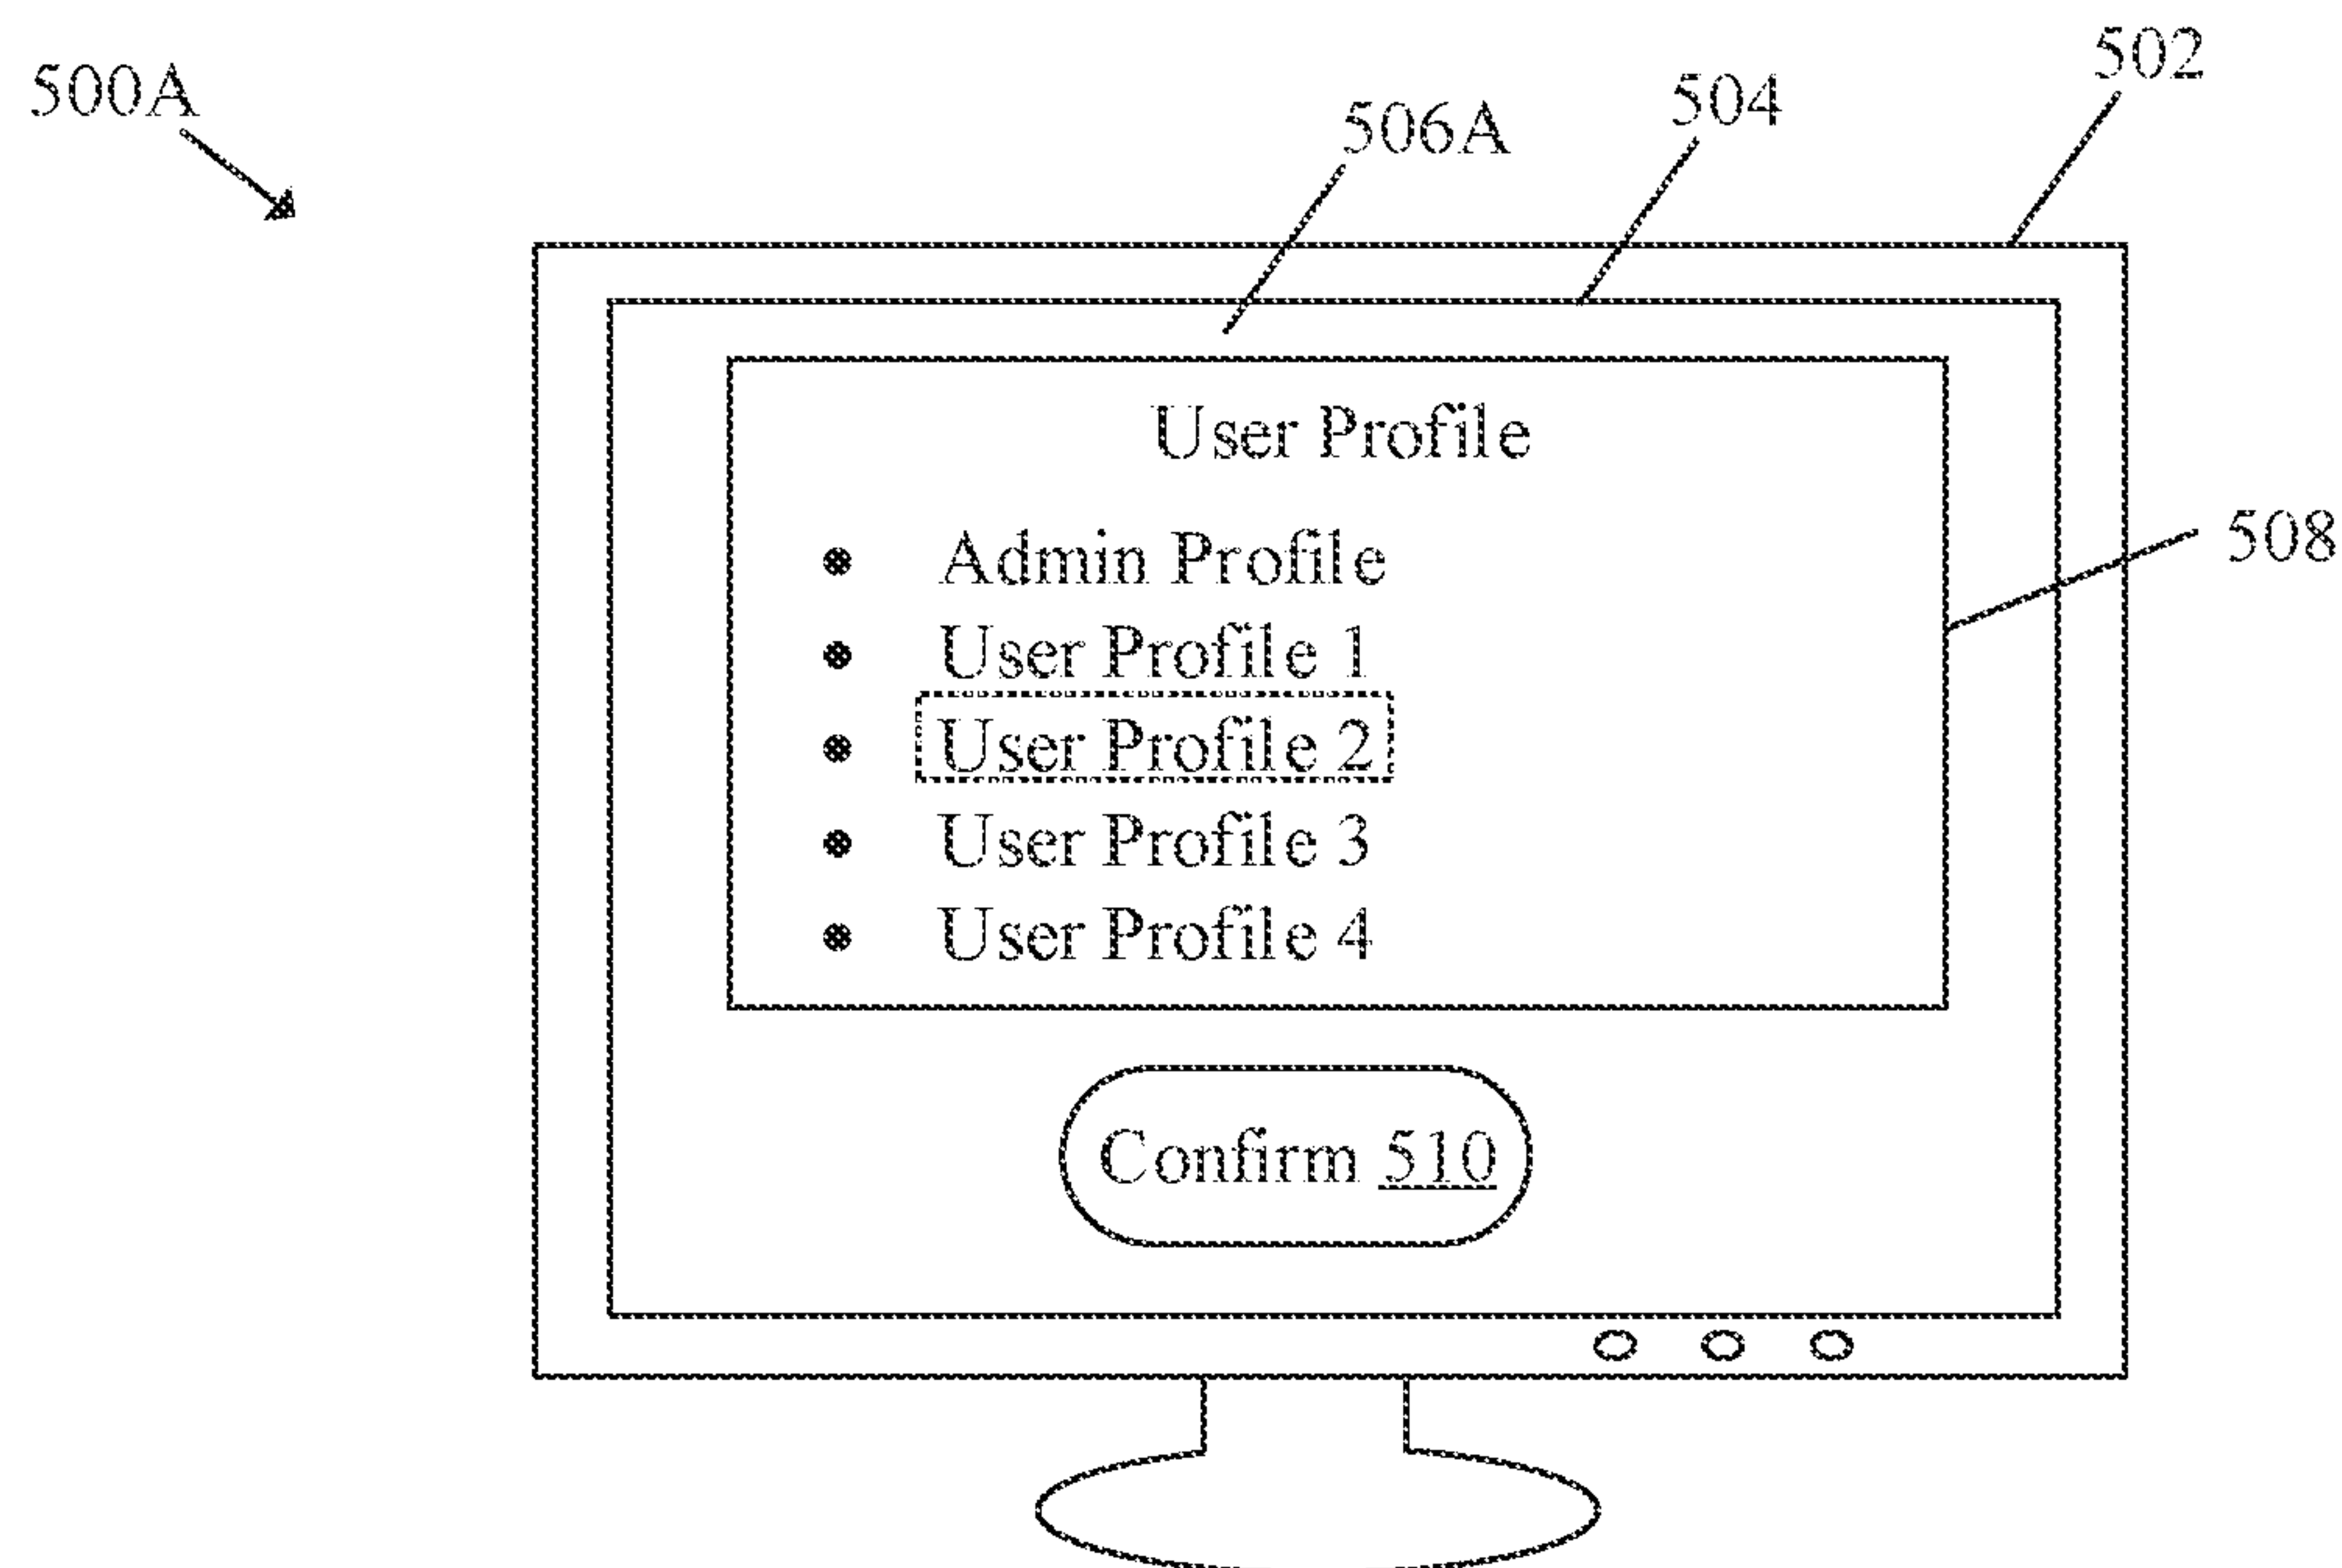 500A
502
504
506A
User Profile
508
Admin Profile
User Profile 1
User Profile 2
User Profile 3
User Profile 4
Confirm 510